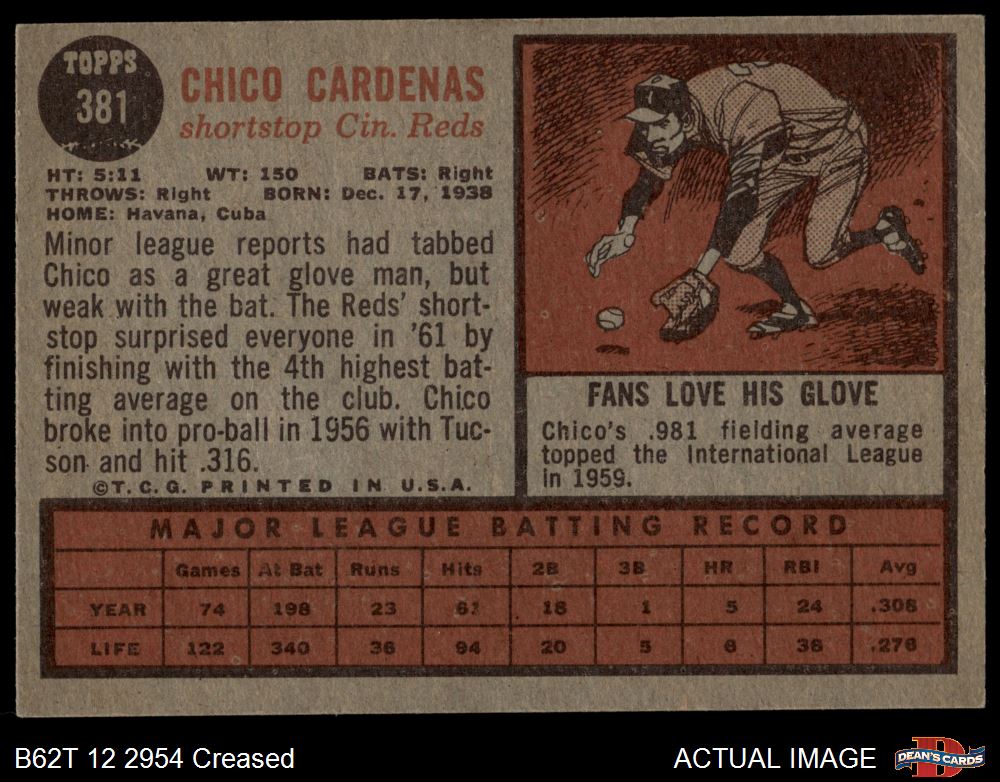 TOPPS
381
CHICO CARDENAS
shortstop Cin. Reds
HT: 5:11 WT: 150 BATS: Right
THROWS: Right BORN: Dec. 17, 1938
HOME: Havana, Cuba
Minor league reports had tabbed
Chico as a great glove man, but
weak with the bat. The Reds' short-
stop surprised everyone in '61 by
finishing with the 4th highest bat-
ting average on the club. Chico
broke into pro-ball in 1956 with Tuc-
son and hit .316.
©T.C.G. PRINTED IN U.S.A.
FANS LOVE HIS GLOVE
Chico's .981 fielding average
topped the International League
in 1959.
MAJOR LEAGUE BATTING RECORD
Games At Bat Runs Hits 2B 3B HR RBI Avg
YEAR 74 198 23 61 18 1 5 24 .308
LIFE 122 340 36 94 20 5 6 36 .276
B62T 12 2954 Creased
ACTUAL IMAGE
D
DEAN'S CARDS